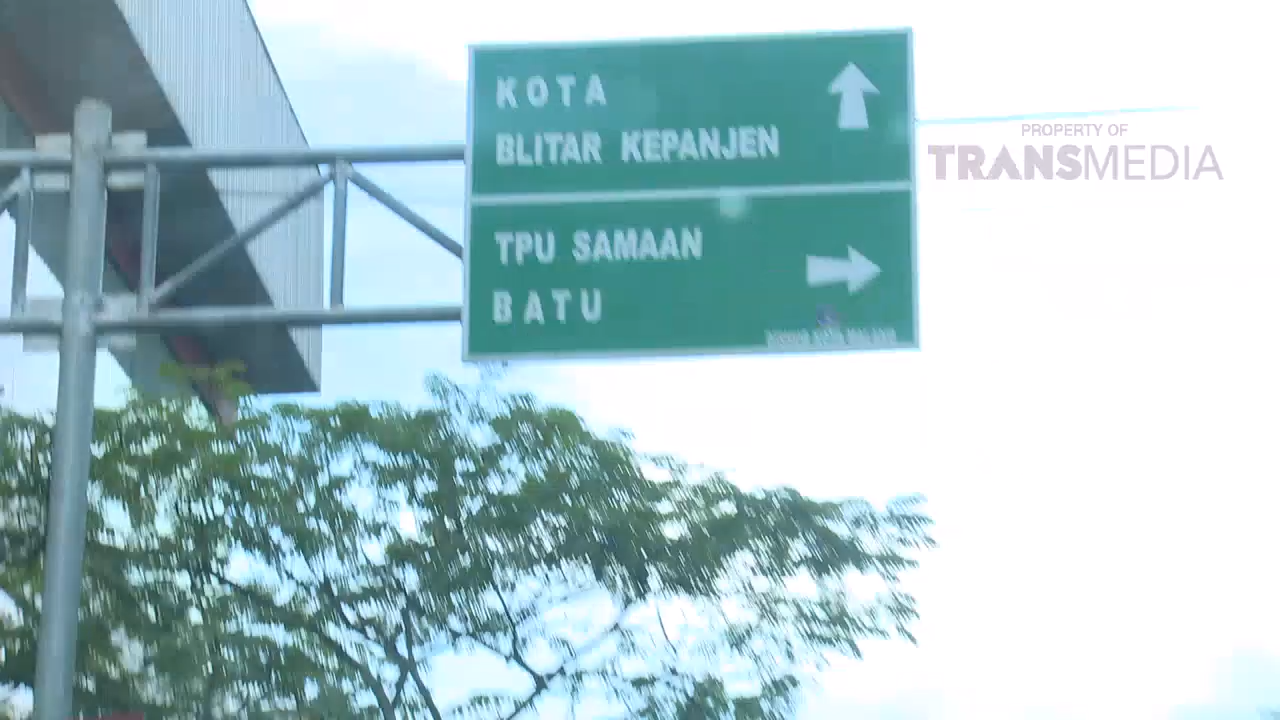 KOTA
BLITAR KEPANJEN
TPU SAMAAN
BATU
PROPERTY OF
TRANSMEDIA